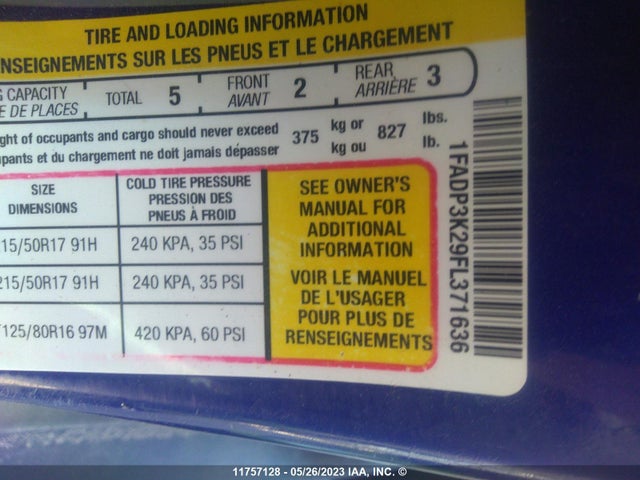 TIRE AND LOADING INFORMATION
NSEIGNEMENTS SUR LES PNEUS ET LE CHARGEMENT
G CAPACITY TOTAL 5 FRONT 2 REAR 3
E DE PLACES AVANT ARRIÈRE
ght of occupants and cargo should never exceed 375 kg or 827 lbs.
upants et du chargement ne doit jamais dépasser kg ou lb.
SIZE COLD TIRE PRESSURE
DIMENSIONS PRESSION DES
PNEUS À FROID
15/50R17 91H 240 KPA, 35 PSI
215/50R17 91H 240 KPA, 35 PSI
T125/80R16 97M 420 KPA, 60 PSI
SEE OWNER'S
MANUAL FOR
ADDITIONAL
INFORMATION
VOIR LE MANUEL
DE L'USAGER
POUR PLUS DE
RENSEIGNEMENTS
1FADP3K29FL371636
11757128 - 05/26/2023 IAA, INC. ©